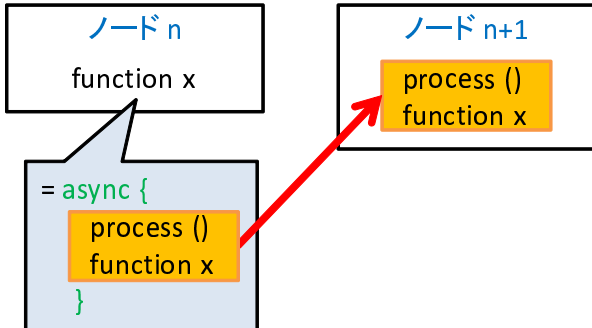 ノード n
function x
= async {
process ()
function x
}
ノード n+1
process ()
function x